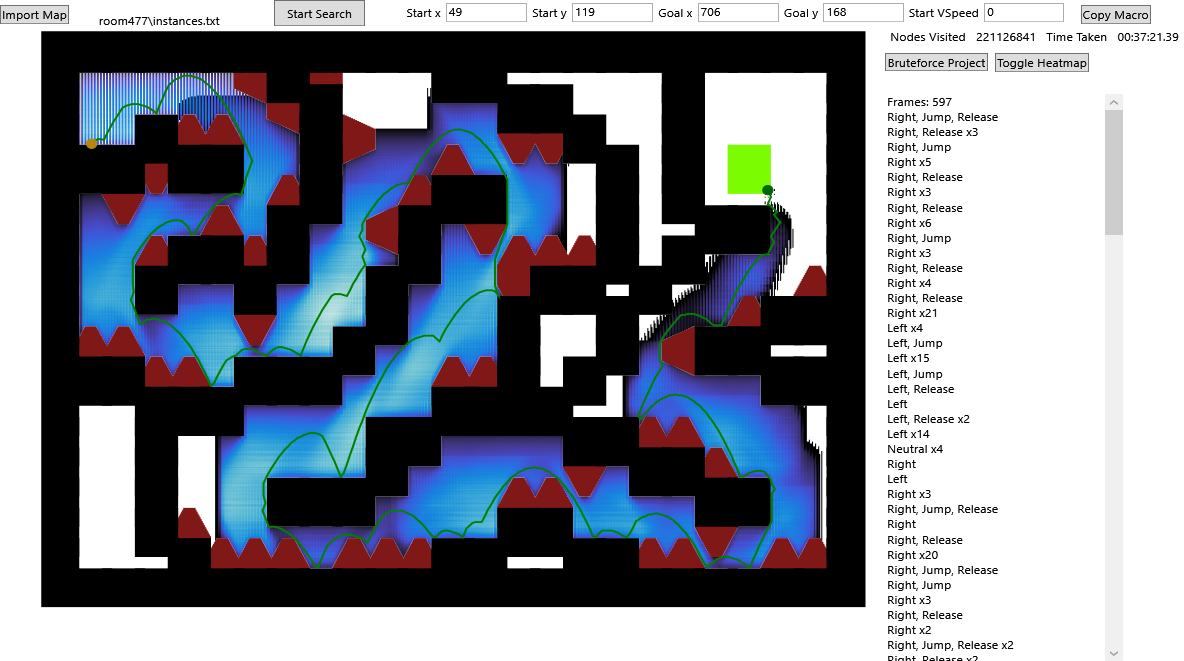 Import Map
room477\instances.txt
Start Search
Start x 49 Start y 119 Goal x 706 Goal y 168 Start VSpeed 0
Copy Macro
Nodes Visited 221126841 Time Taken 00:37:21.39
Bruteforce Project Toggle Heatmap
Frames: 597
Right, Jump, Release
Right, Release x3
Right, Jump
Right x5
Right, Release
Right x3
Right, Release
Right x6
Right, Jump
Right x3
Right, Release
Right x4
Right, Release
Right x21
Left x4
Left, Jump
Left x15
Left, Jump
Left, Release
Left
Left, Release x2
Left x14
Neutral x4
Right
Left
Right x3
Right, Jump, Release
Right
Right, Release
Right x20
Right, Jump, Release
Right, Jump
Right x3
Right, Release
Right x2
Right, Jump, Release x2
Right, Release x2